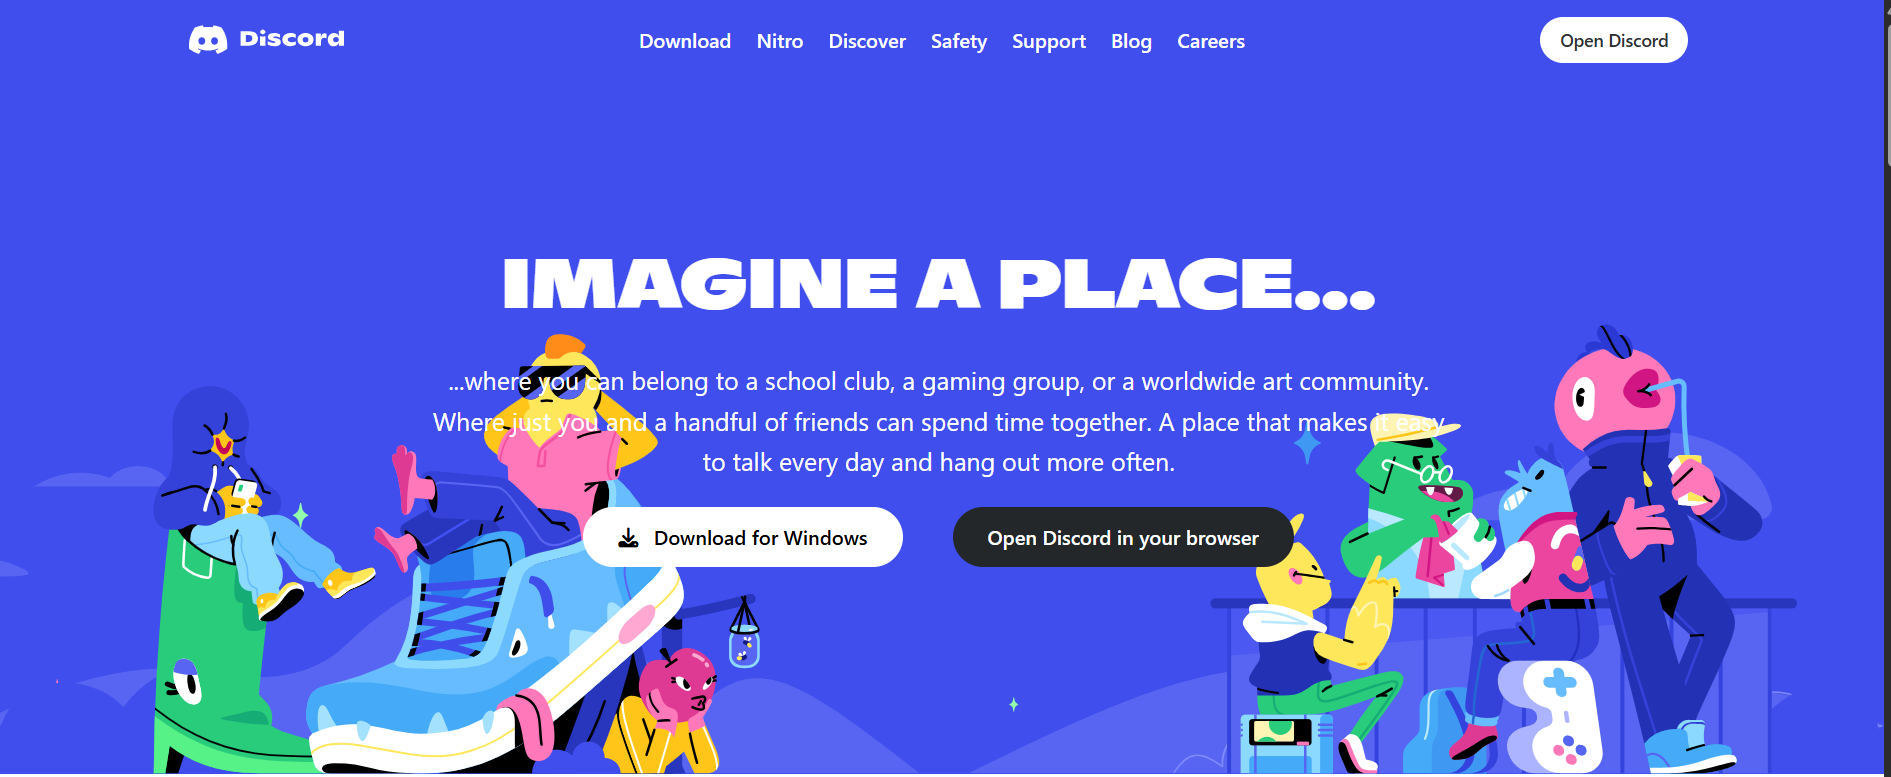 Discord
Download Nitro Discover Safety Support Blog Careers
Open Discord
IMAGINE A PLACE...
...where you can belong to a school club, a gaming group, or a worldwide art community.
Where just you and a handful of friends can spend time together. A place that makes it easy
to talk every day and hang out more often.
Download for Windows
Open Discord in your browser